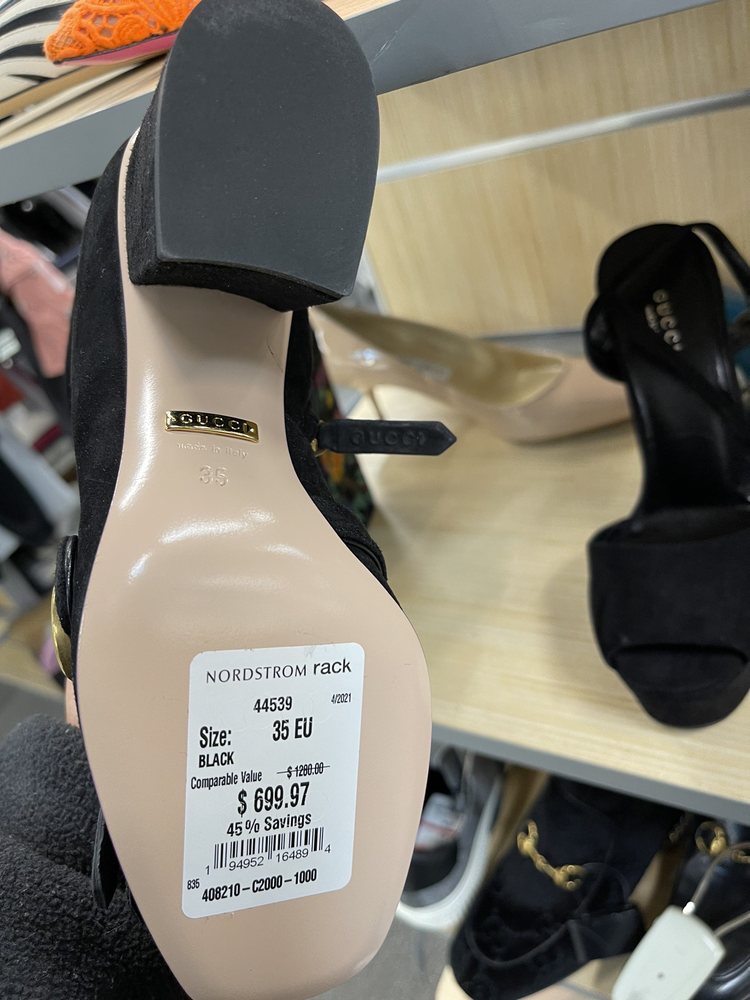 GUCCI
made in Italy
35
GUCCI
GUCCI
NORDSTROM rack
44539 4/2021
Size: 35 EU
BLACK
Comparable Value $1280.00
$ 699.97
45% Savings
1 94952 16489 4
835 408210-C2000-1000